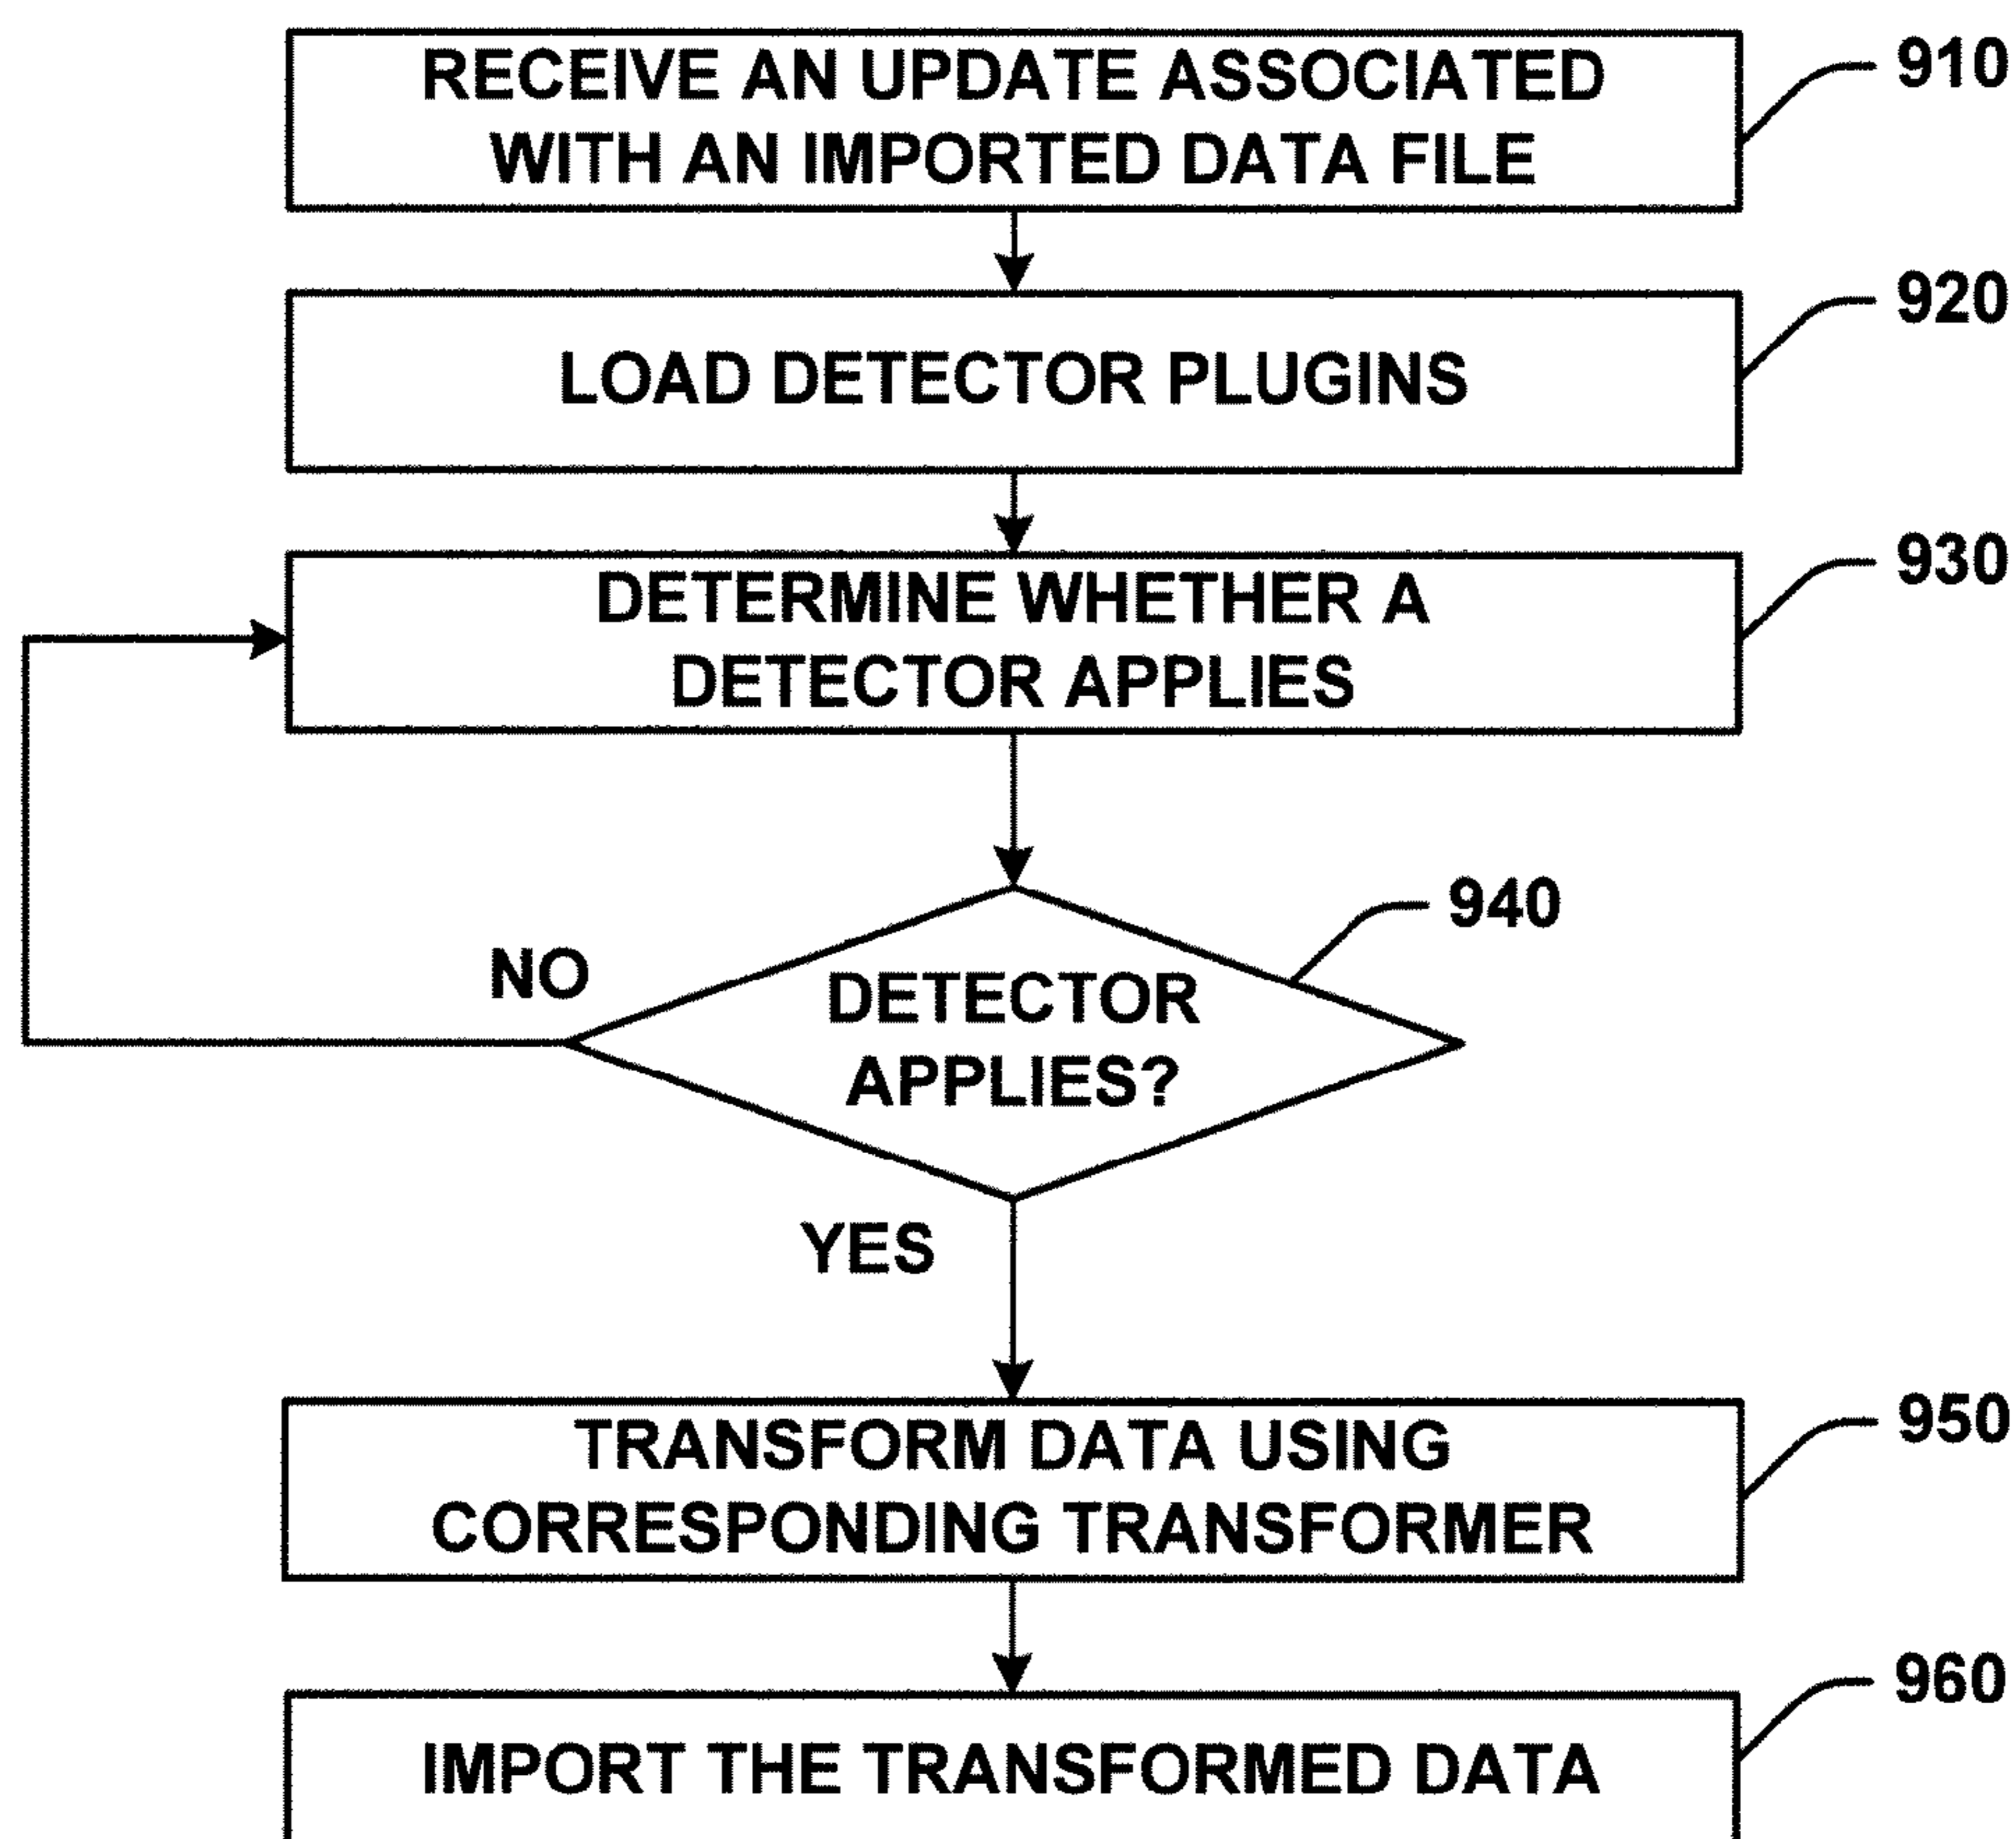 RECEIVE AN UPDATE ASSOCIATED
WITH AN IMPORTED DATA FILE
910
LOAD DETECTOR PLUGINS
920
DETERMINE WHETHER A
DETECTOR APPLIES
930
940
NO
DETECTOR
APPLIES?
YES
TRANSFORM DATA USING
CORRESPONDING TRANSFORMER
950
IMPORT THE TRANSFORMED DATA
960